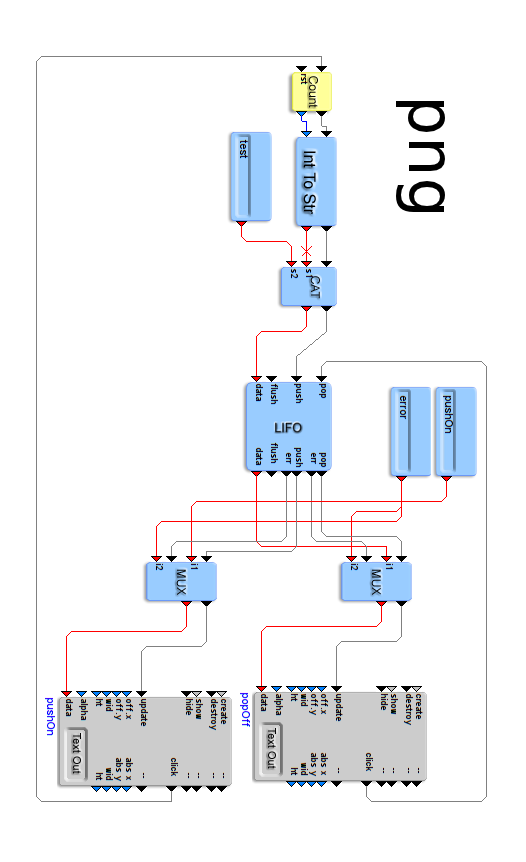 png
Count
rst
Int To Str
test
CAT
s1
s2
pop
push
flush
data
LIFO
pop
err
push
err
flush
data
pushOn
error
MUX
i1
i2
MUX
i1
i2
create
destroy
show
hide
update
off.x
off.y
wid
ht
alpha
data
click
--
--
--
--
--
abs x
abs y
wid
ht
Text Out
popOff
create
destroy
show
hide
update
off.x
off.y
wid
ht
alpha
data
click
--
--
--
--
--
abs x
abs y
wid
ht
Text Out
pushOn